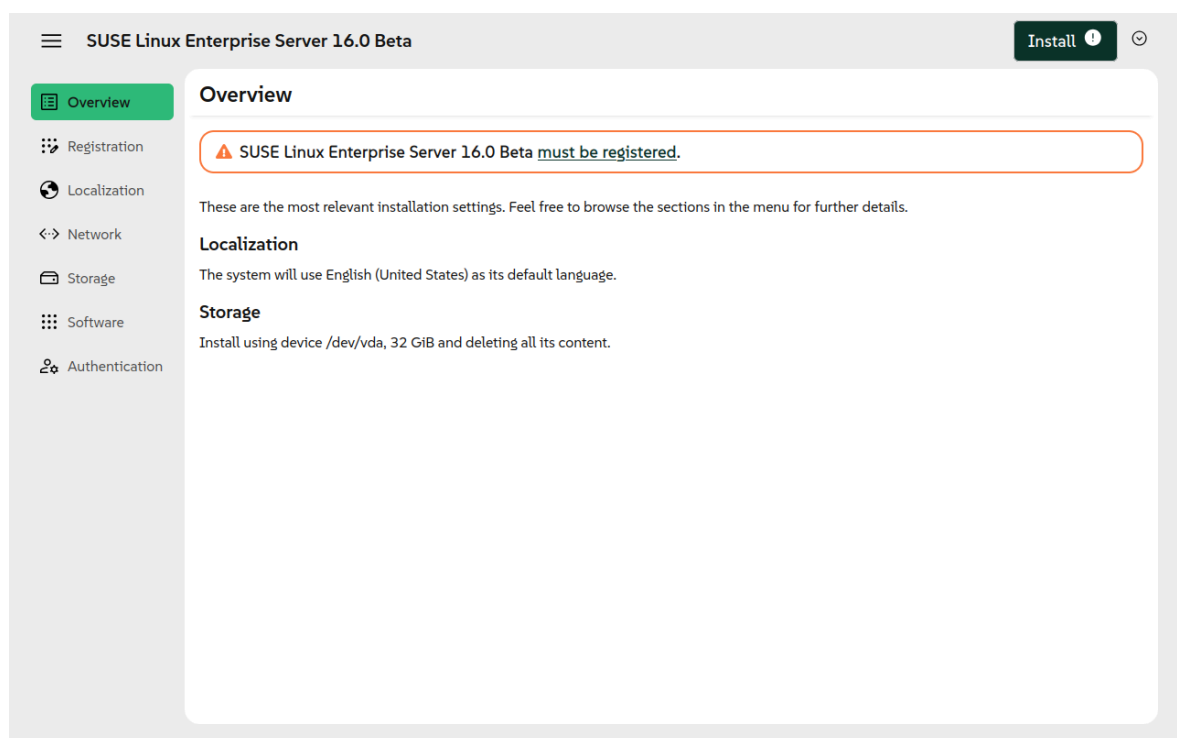 SUSE Linux Enterprise Server 16.0 Beta
Install
Overview
Registration
Localization
Network
Storage
Software
Authentication
Overview
SUSE Linux Enterprise Server 16.0 Beta must be registered.
These are the most relevant installation settings. Feel free to browse the sections in the menu for further details.
Localization
The system will use English (United States) as its default language.
Storage
Install using device /dev/vda, 32 GiB and deleting all its content.